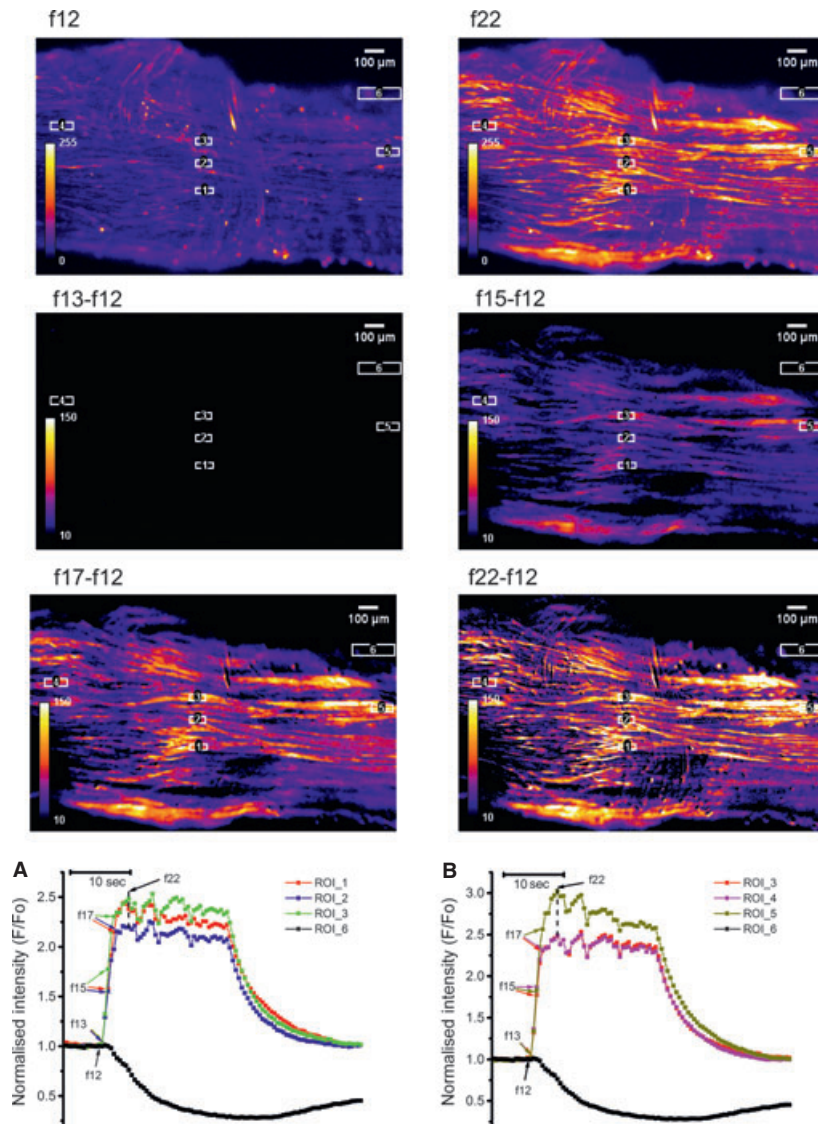 f12
f22
100 µm
6
4
3
2
1
5
255
0
100 µm
6
4
3
2
1
5
255
0
f13-f12
f15-f12
100 µm
6
4
3
2
1
5
150
10
100 µm
6
4
3
2
1
5
150
10
f17-f12
f22-f12
100 µm
6
4
3
2
1
5
150
10
100 µm
6
4
3
2
1
5
150
10
A
10 sec
f22
ROI_1
ROI_2
ROI_3
ROI_6
f17
f15
f13
f12
2.5
2.0
1.5
1.0
0.5
Normalised intensity (F/Fo)
B
10 sec
f22
ROI_3
ROI_4
ROI_5
ROI_6
f17
f15
f13
f12
3.0
2.5
2.0
1.5
1.0
0.5
Normalised intensity (F/Fo)